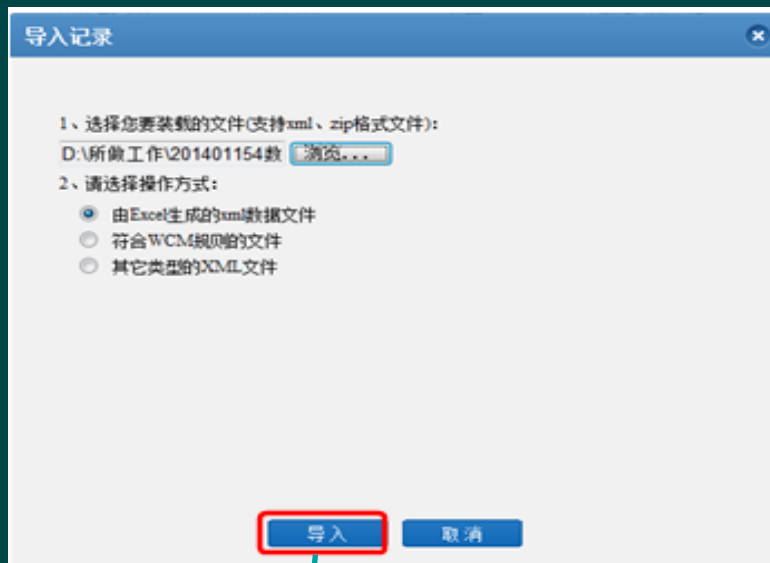 导入记录
1、选择您要装载的文件(支持xml、zip格式文件)：
D:\所做工作\201401154数 浏览...
2、请选择操作方式：
由Excel生成的xml数据文件
符合WCM规则的文件
其它类型的XML文件
导入 取消